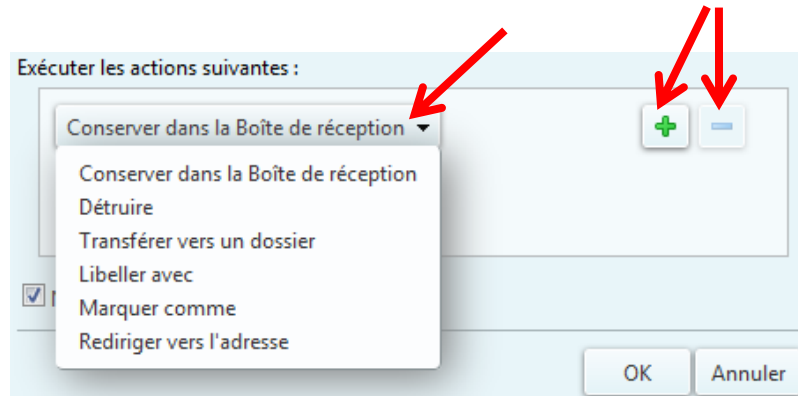 Exécuter les actions suivantes :
Conserver dans la Boîte de réception
Conserver dans la Boîte de réception
Détruire
Transférer vers un dossier
Libeller avec
Marquer comme
Rediriger vers l'adresse
OK Annuler